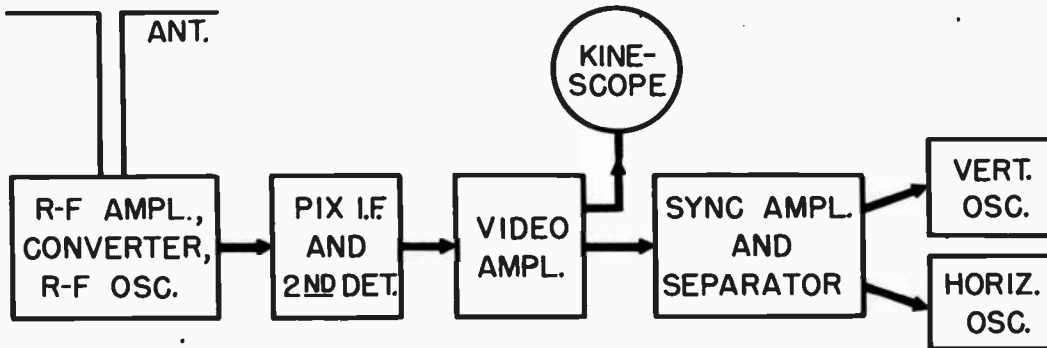 ANT.
KINE-
SCOPE
R-F AMPL.,
CONVERTER,
R-F OSC.
PIX I.F.
AND
2ND DET.
VIDEO
AMPL.
SYNC AMPL.
AND
SEPARATOR
VERT.
OSC.
HORIZ.
OSC.